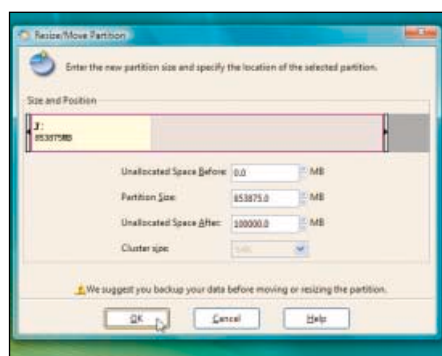 Resize/Move Partition
Enter the new partition size and specify the location of the selected partition.
Size and Position
J:
853875MB
Unallocated Space Before: 0.0 MB
Partition Size: 853875.0 MB
Unallocated Space After: 100000.0 MB
Cluster size:
We suggest you backup your data before moving or resizing the partition.
OK Cancel Help